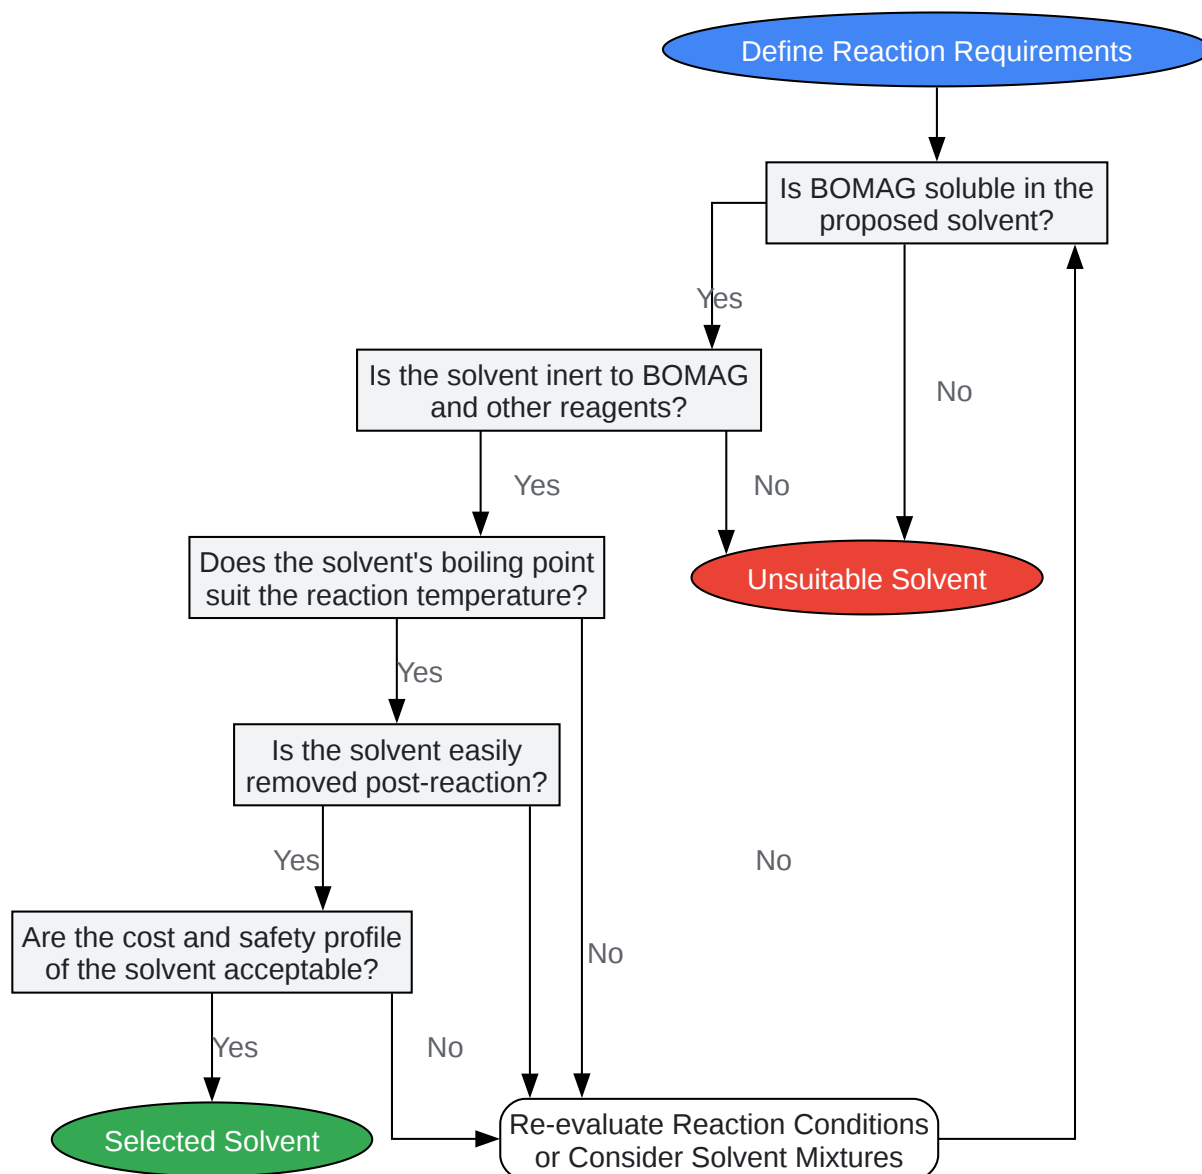 Define Reaction Requirements
Is BOMAG soluble in the
proposed solvent?
Yes
Is the solvent inert to BOMAG
and other reagents?
No
Yes
No
Does the solvent's boiling point
suit the reaction temperature?
Unsuitable Solvent
Yes
Is the solvent easily
removed post-reaction?
Yes
No
Are the cost and safety profile
of the solvent acceptable?
No
Yes
No
Selected Solvent
Re-evaluate Reaction Conditions
or Consider Solvent Mixtures